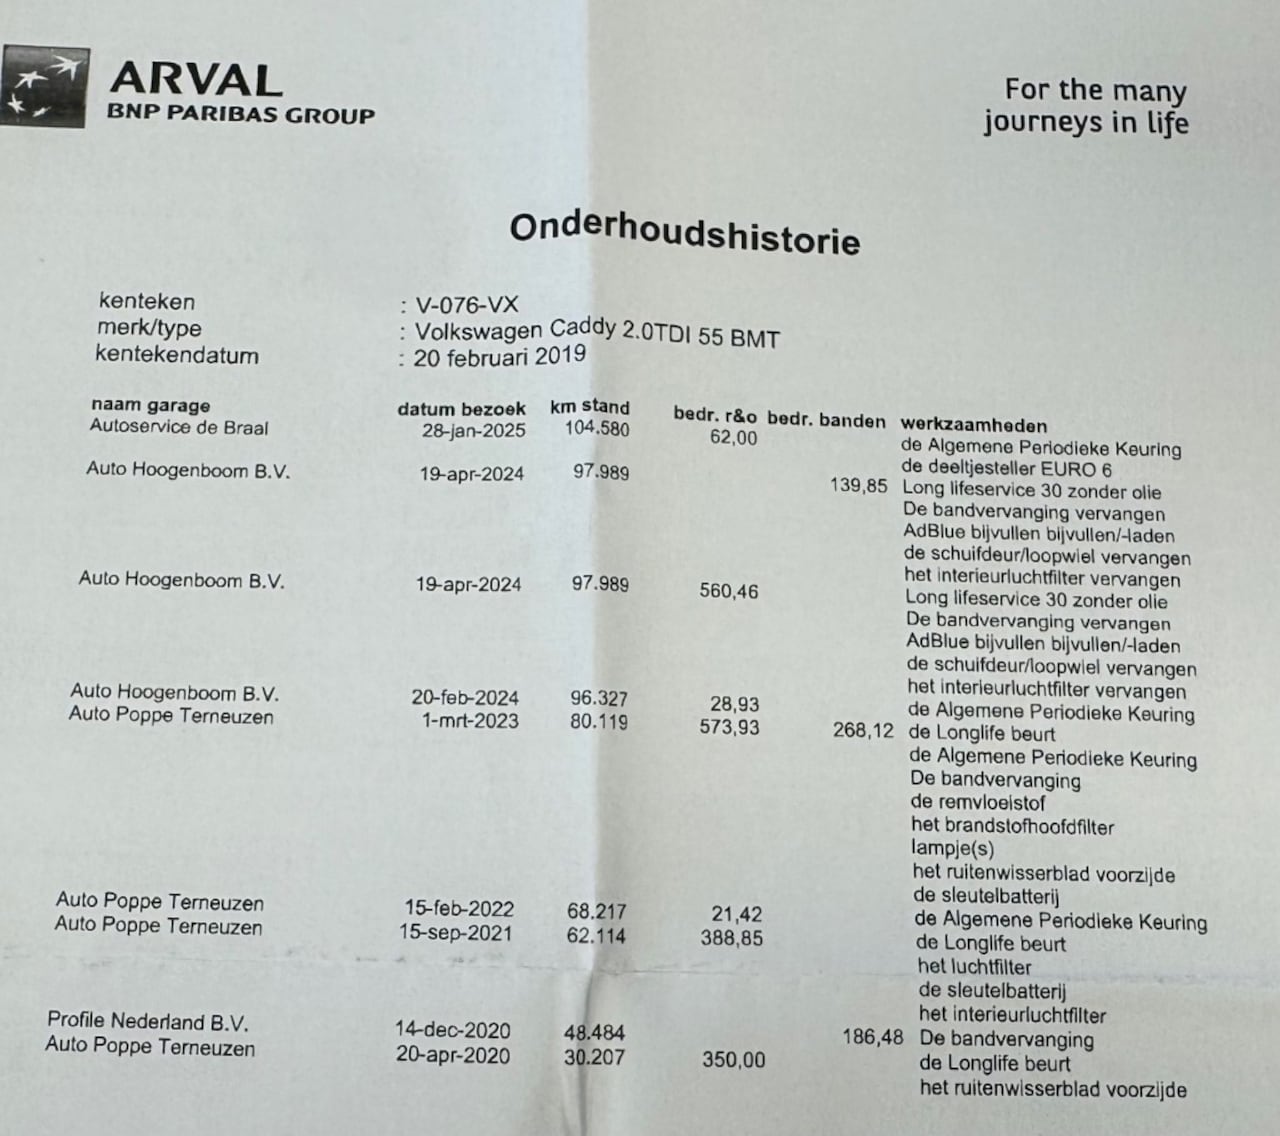 ARVAL
BNP PARIBAS GROUP
For the many
journeys in life
Onderhoudshistorie
kenteken : V-076-VX
merk/type : Volkswagen Caddy 2.0TDI 55 BMT
kentekendatum : 20 februari 2019
naam garage datum bezoek km stand bedr. r&o bedr. banden werkzaamheden
Autoservice de Braal 28-jan-2025 104.580 62,00 de Algemene Periodieke Keuring
de deeltjesteller EURO 6
Auto Hoogenboom B.V. 19-apr-2024 97.989 139,85 Long lifeservice 30 zonder olie
De bandvervanging vervangen
AdBlue bijvullen bijvullen/-laden
de schuifdeur/loopwiel vervangen
het interieurluchtfilter vervangen
Auto Hoogenboom B.V. 19-apr-2024 97.989 560,46 Long lifeservice 30 zonder olie
De bandvervanging vervangen
AdBlue bijvullen bijvullen/-laden
de schuifdeur/loopwiel vervangen
het interieurluchtfilter vervangen
Auto Hoogenboom B.V. 20-feb-2024 96.327 28,93 de Algemene Periodieke Keuring
Auto Poppe Terneuzen 1-mrt-2023 80.119 573,93 268,12 de Longlife beurt
de Algemene Periodieke Keuring
De bandvervanging
de remvloeistof
het brandstofhoofdfilter
lampje(s)
het ruitenwisserblad voorzijde
de sleutelbatterij
Auto Poppe Terneuzen 15-feb-2022 68.217 21,42 de Algemene Periodieke Keuring
Auto Poppe Terneuzen 15-sep-2021 62.114 388,85 de Longlife beurt
het luchtfilter
de sleutelbatterij
het interieurluchtfilter
Profile Nederland B.V. 14-dec-2020 48.484 186,48 De bandvervanging
Auto Poppe Terneuzen 20-apr-2020 30.207 350,00 de Longlife beurt
het ruitenwisserblad voorzijde